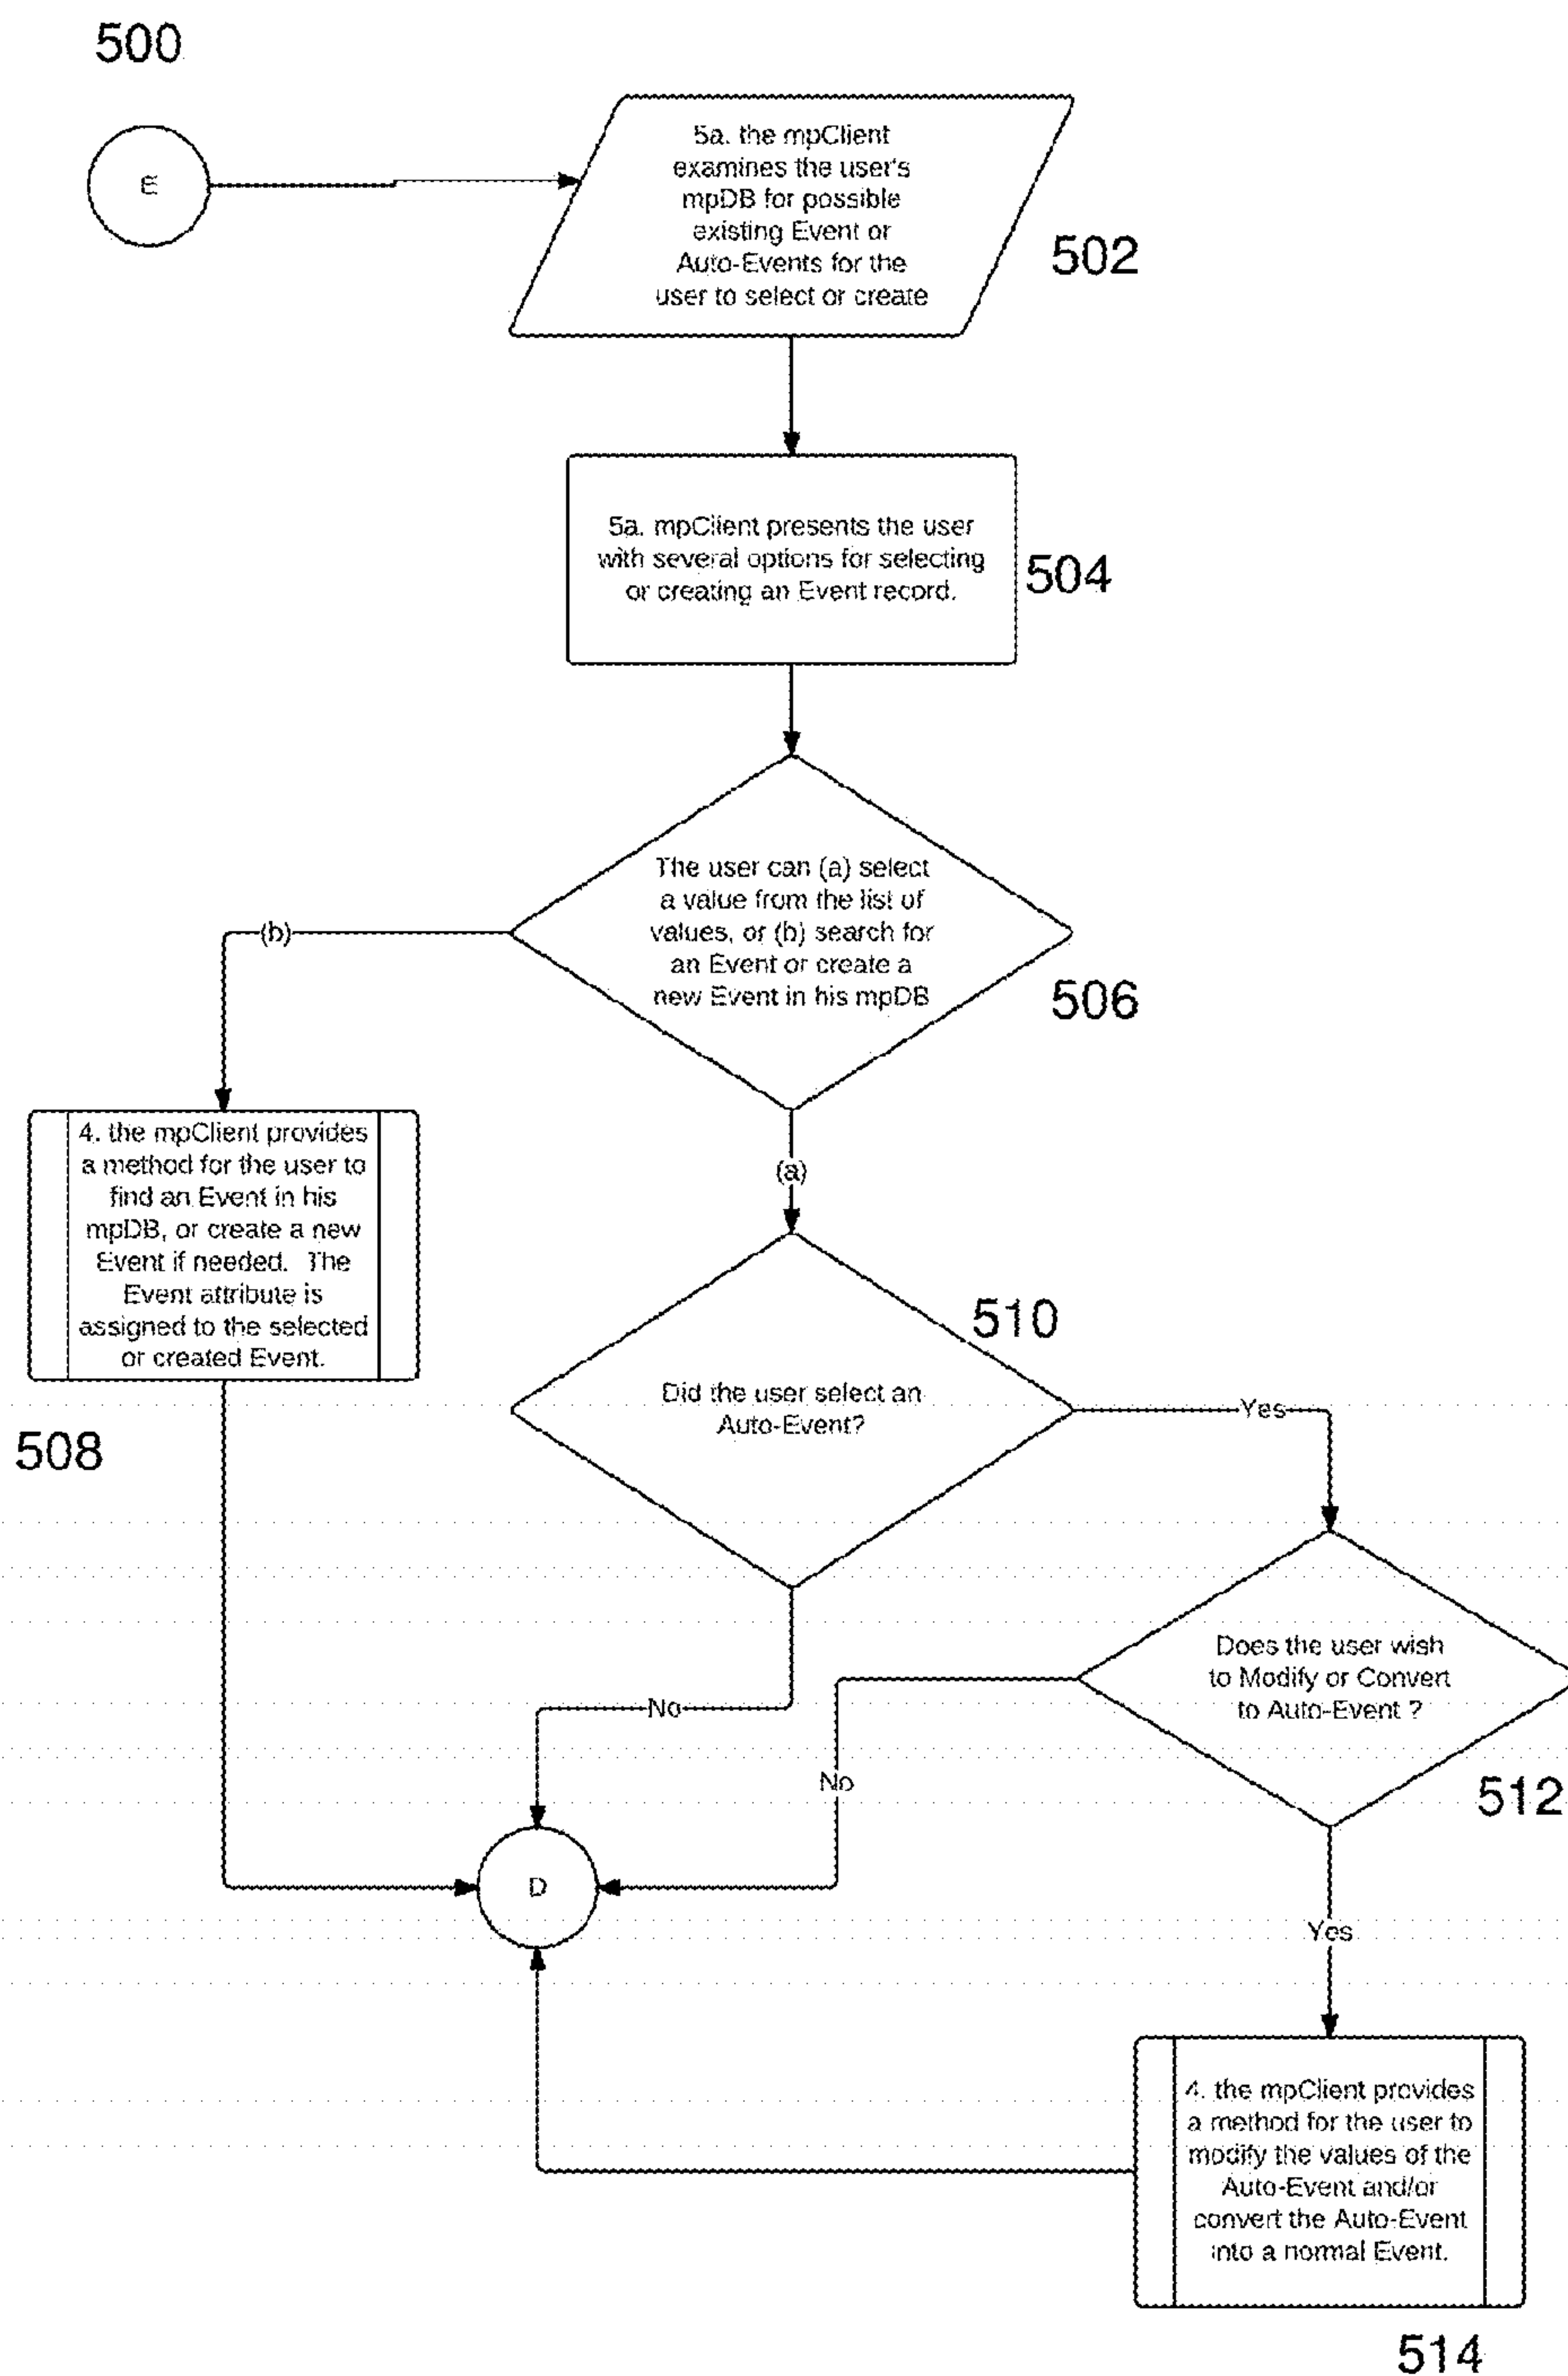 500
E
5a. the mpClient
examines the user's
mpDB for possible
existing Event or
Auto-Events for the
user to select or create
502
5a. mpClient presents the user
with several options for selecting
or creating an Event record.
504
The user can (a) select
a value from the list of
values, or (b) search for
an Event or create a
new Event in his mpDB
506
(b)
(a)
4. the mpClient provides
a method for the user to
find an Event in his
mpDB, or create a new
Event if needed. The
Event attribute is
assigned to the selected
or created Event.
508
510
Did the user select an
Auto-Event?
Yes
No
Does the user wish
to Modify or Convert
to Auto-Event ?
512
No
D
Yes
4. the mpClient provides
a method for the user to
modify the values of the
Auto-Event and/or
convert the Auto-Event
into a normal Event.
514